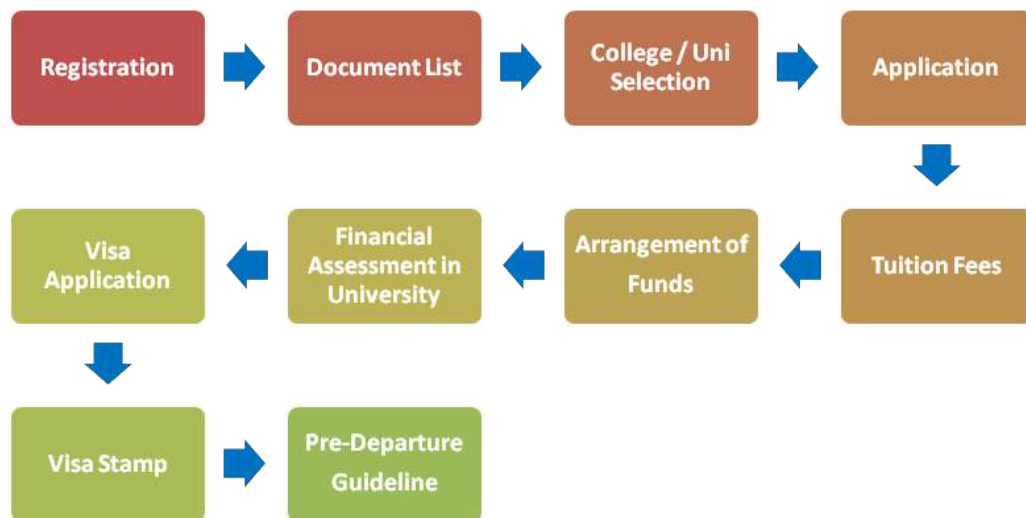 Registration
Document List
College / Uni
Selection
Application
Tuition Fees
Arrangement of
Funds
Financial
Assessment in
University
Visa
Application
Visa Stamp
Pre-Departure
Guideline